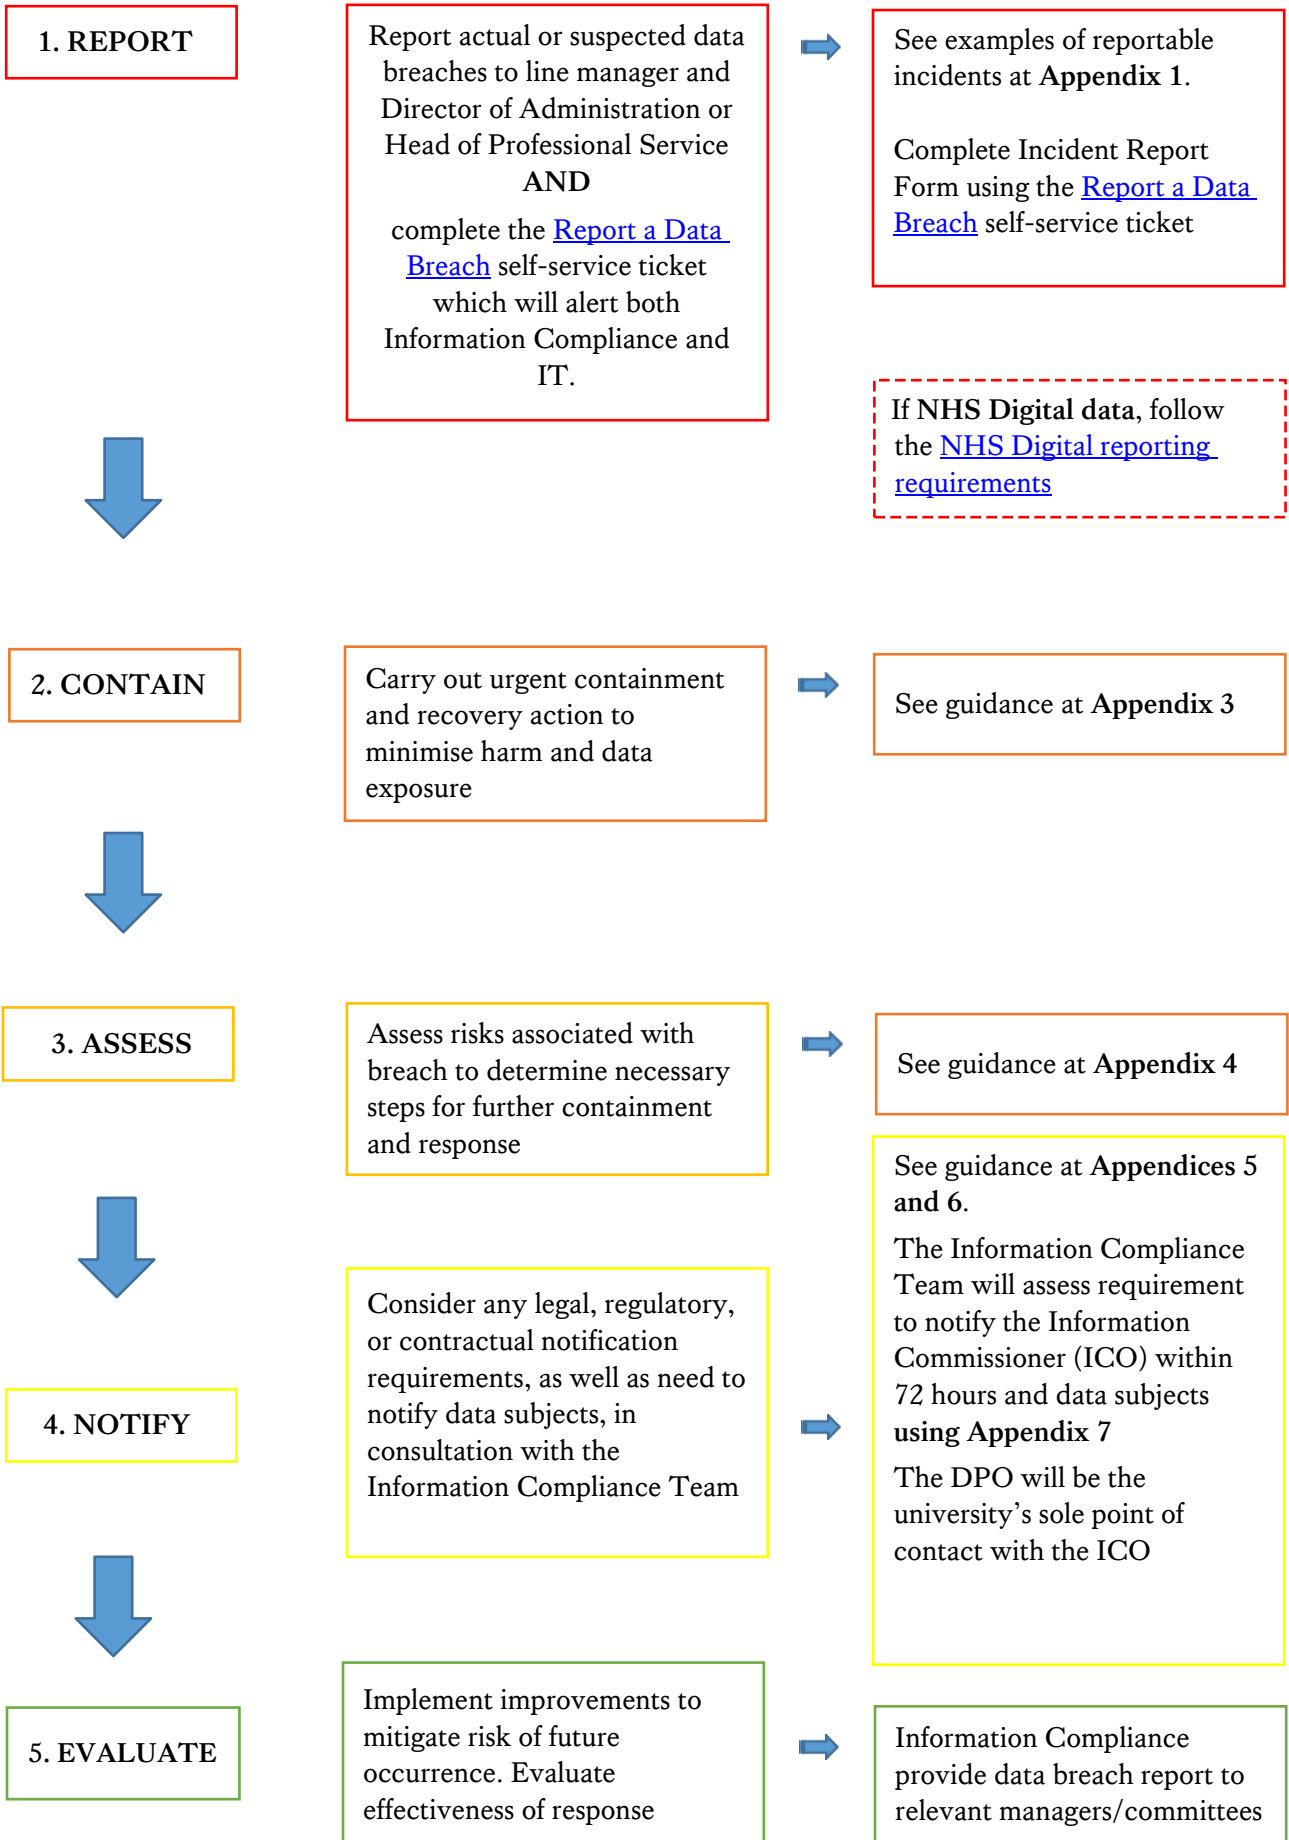 1. REPORT
Report actual or suspected data
breaches to line manager and
Director of Administration or
Head of Professional Service
AND
complete the Report a Data
Breach self-service ticket
which will alert both
Information Compliance and
IT.
See examples of reportable
incidents at Appendix 1.
Complete Incident Report
Form using the Report a Data
Breach self-service ticket
If NHS Digital data, follow
the NHS Digital reporting
requirements
2. CONTAIN
Carry out urgent containment
and recovery action to
minimise harm and data
exposure
See guidance at Appendix 3
3. ASSESS
Assess risks associated with
breach to determine necessary
steps for further containment
and response
See guidance at Appendix 4
4. NOTIFY
Consider any legal, regulatory,
or contractual notification
requirements, as well as need to
notify data subjects, in
consultation with the
Information Compliance Team
See guidance at Appendices 5
and 6.
The Information Compliance
Team will assess requirement
to notify the Information
Commissioner (ICO) within
72 hours and data subjects
using Appendix 7
The DPO will be the
university’s sole point of
contact with the ICO
5. EVALUATE
Implement improvements to
mitigate risk of future
occurrence. Evaluate
effectiveness of response
Information Compliance
provide data breach report to
relevant managers/committees